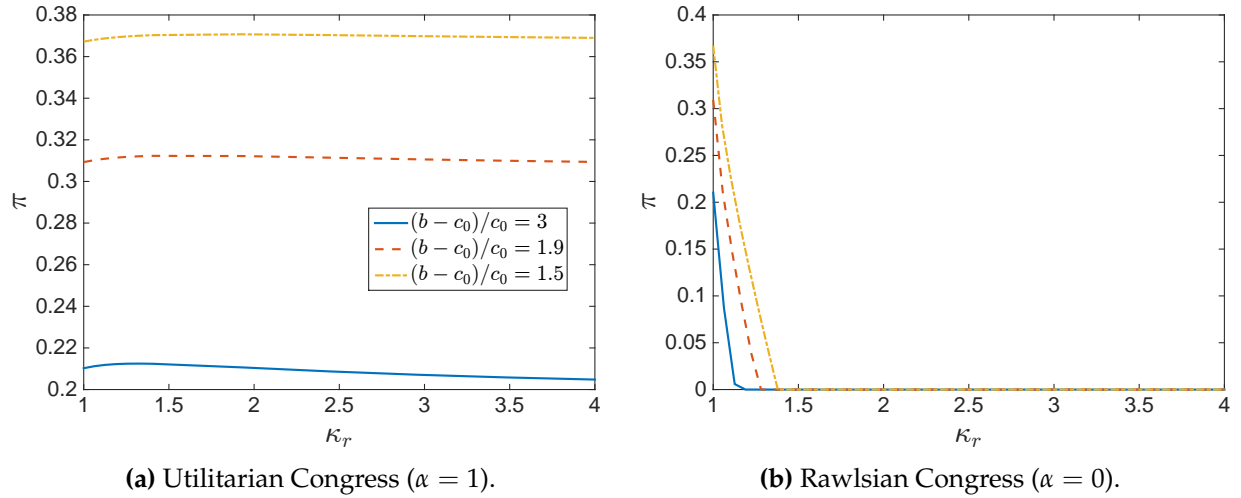 0.38
0.36
0.34
0.32
0.3
0.28
0.26
0.24
0.22
0.2
π
1 1.5 2 2.5 3 3.5 4
κr
(b − c0)/c0 = 3
(b − c0)/c0 = 1.9
(b − c0)/c0 = 1.5
(a) Utilitarian Congress (α = 1).
0.4
0.35
0.3
0.25
0.2
0.15
0.1
0.05
0
π
1 1.5 2 2.5 3 3.5 4
κr
(b) Rawlsian Congress (α = 0).